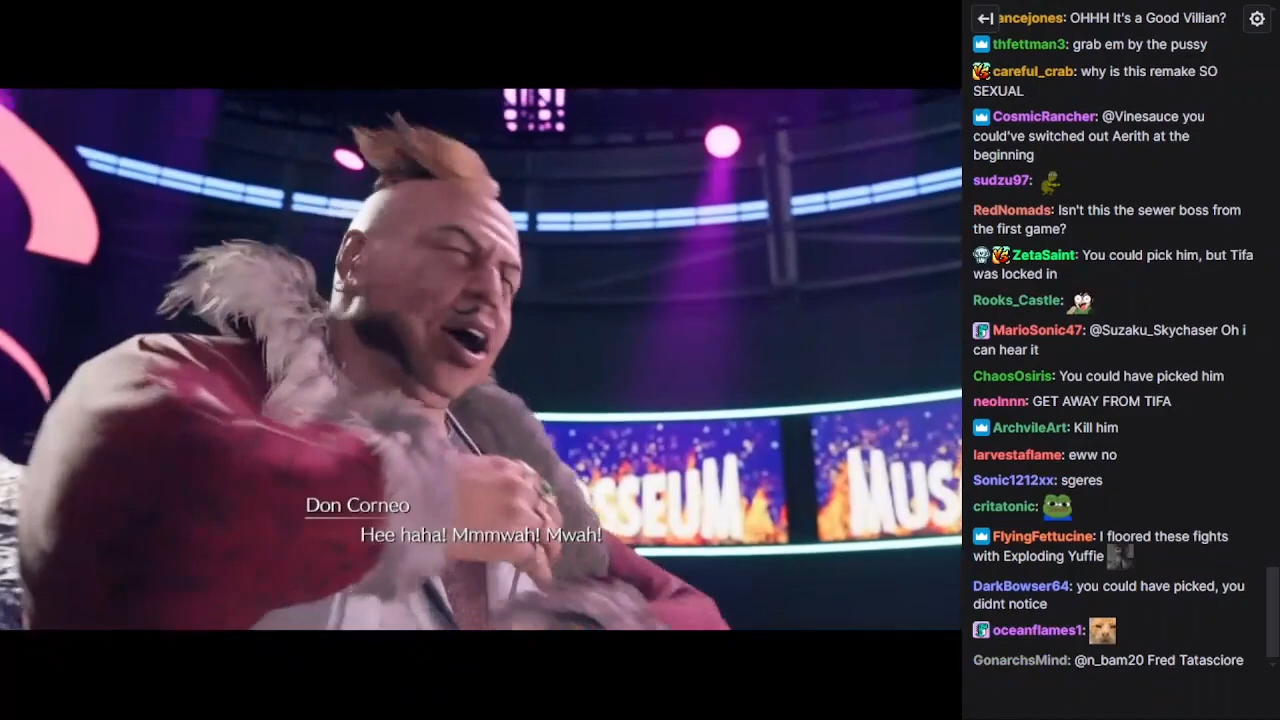 Don Corneo
Hee haha! Mmmwah! Mwah!
SSEUM
MUS
ancejones: OHHH It's a Good Villian?
thfettman3: grab em by the pussy
careful_crab: why is this remake SO
SEXUAL
CosmicRancher: @Vinesauce you
could've switched out Aerith at the
beginning
sudzu97:
RedNomads: Isn't this the sewer boss from
the first game?
ZetaSaint: You could pick him, but Tifa
was locked in
Rooks_Castle:
MarioSonic47: @Suzaku_Skychaser Oh i
can hear it
ChaosOsiris: You could have picked him
neolnnn: GET AWAY FROM TIFA
ArchvileArt: Kill him
larvestaflame: eww no
Sonic1212xx: sgeres
critatonic:
FlyingFettucine: I floored these fights
with Exploding Yuffie
DarkBowser64: you could have picked, you
didnt notice
oceanflames1:
GonarchsMind: @n_bam20 Fred Tatasciore